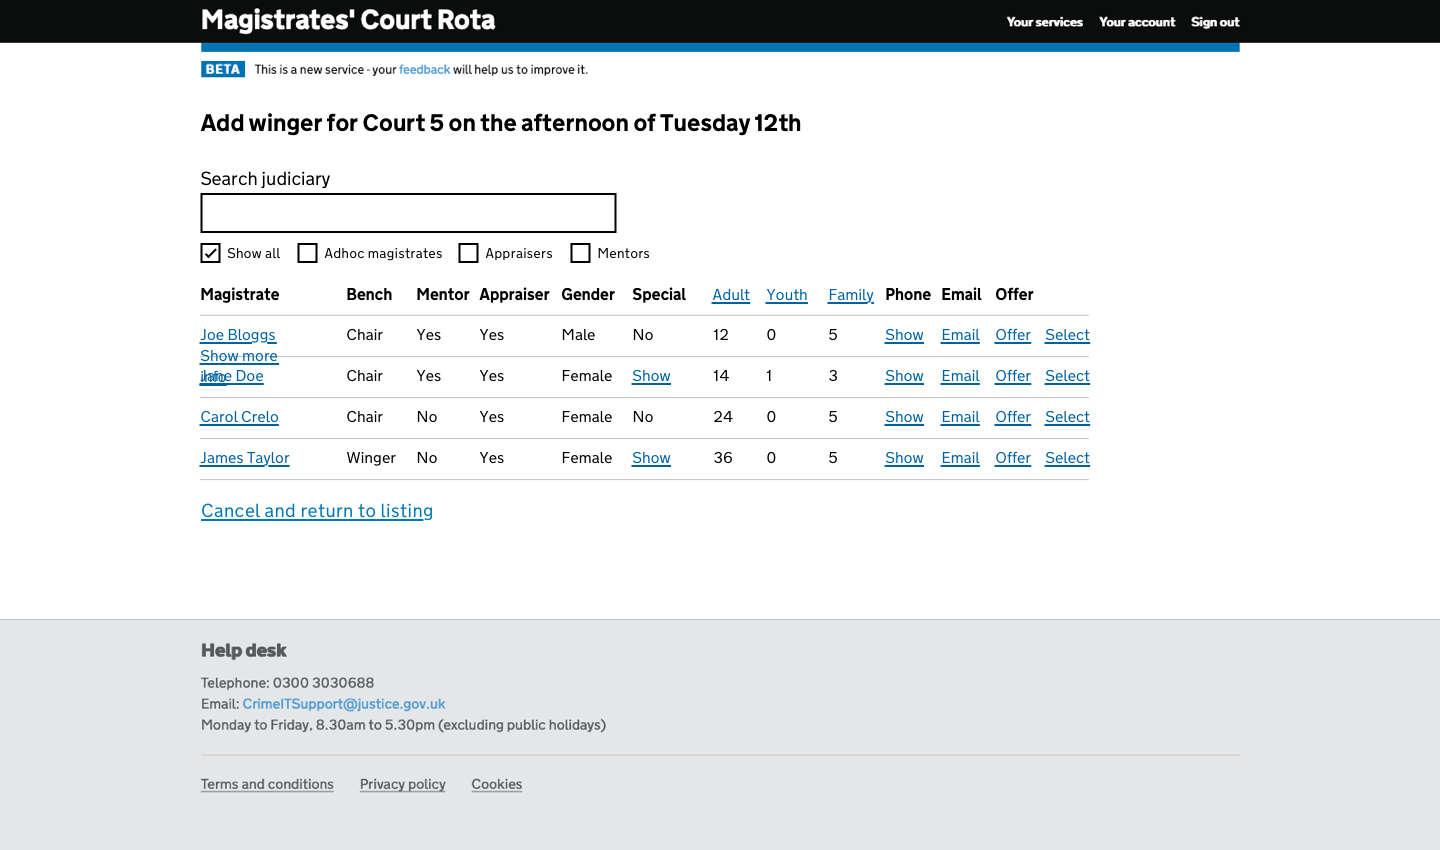 Magistrates' Court Rota
Your services Your account Sign out
BETA This is a new service - your feedback will help us to improve it.
Add winger for Court 5 on the afternoon of Tuesday 12th
Search judiciary
Show all Adhoc magistrates Appraisers Mentors
Magistrate Bench Mentor Appraiser Gender Special Adult Youth Family Phone Email Offer
Joe Bloggs Chair Yes Yes Male No 12 0 5 Show Email Offer Select
Show more
info
Jane Doe Chair Yes Yes Female Show 14 1 3 Show Email Offer Select
Carol Crelo Chair No Yes Female No 24 0 5 Show Email Offer Select
James Taylor Winger No Yes Female Show 36 0 5 Show Email Offer Select
Cancel and return to listing
Help desk
Telephone: 0300 3030688
Email: CrimeITSupport@justice.gov.uk
Monday to Friday, 8.30am to 5.30pm (excluding public holidays)
Terms and conditions Privacy policy Cookies